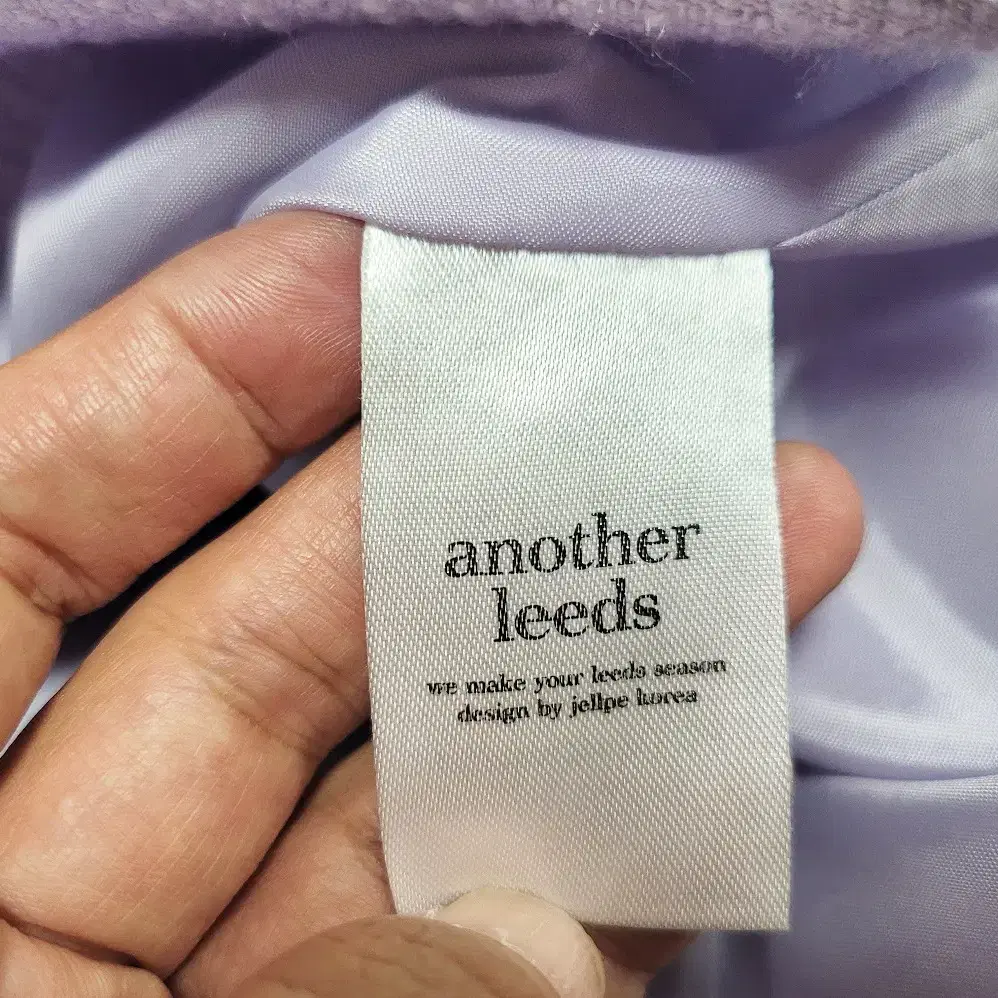 another
leeds
we make your leeds season
design by jellpe korea